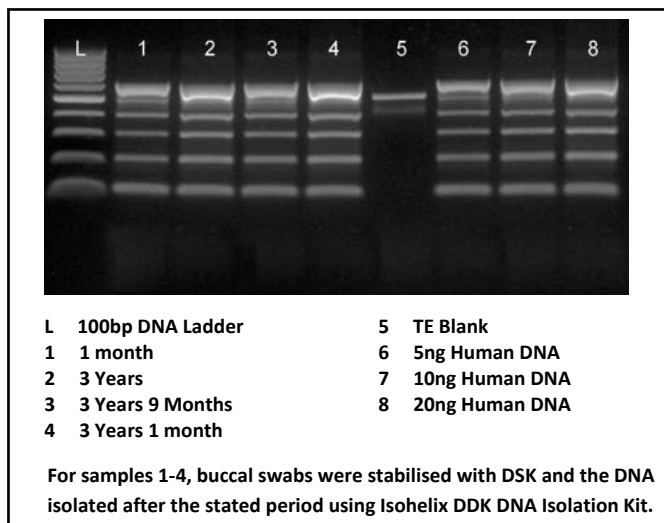 L 1 2 3 4 5 6 7 8
L 100bp DNA Ladder
1 1 month
2 3 Years
3 3 Years 9 Months
4 3 Years 1 month
5 TE Blank
6 5ng Human DNA
7 10ng Human DNA
8 20ng Human DNA
For samples 1-4, buccal swabs were stabilised with DSK and the DNA
isolated after the stated period using Isohelix DDK DNA Isolation Kit.